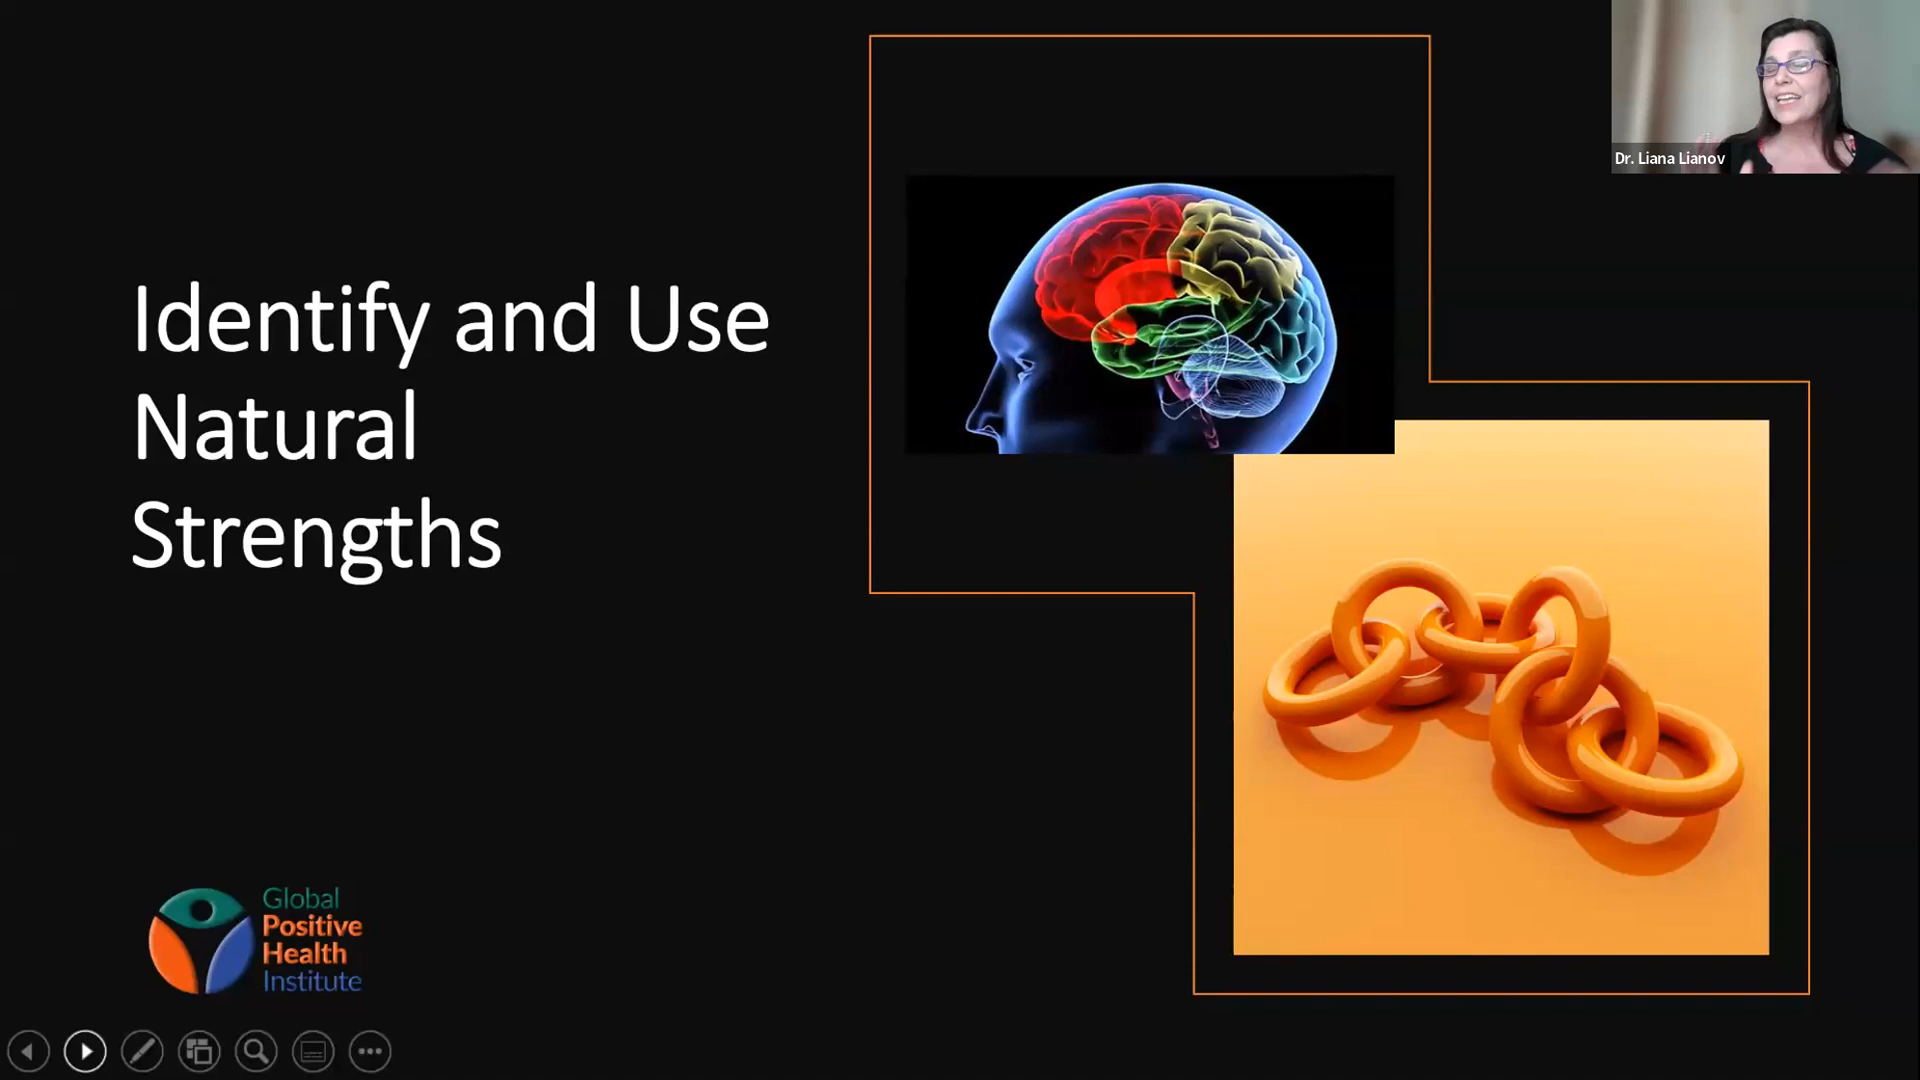 Identify and Use
Natural
Strengths
Dr. Liana Lianov
Global
Positive
Health
Institute